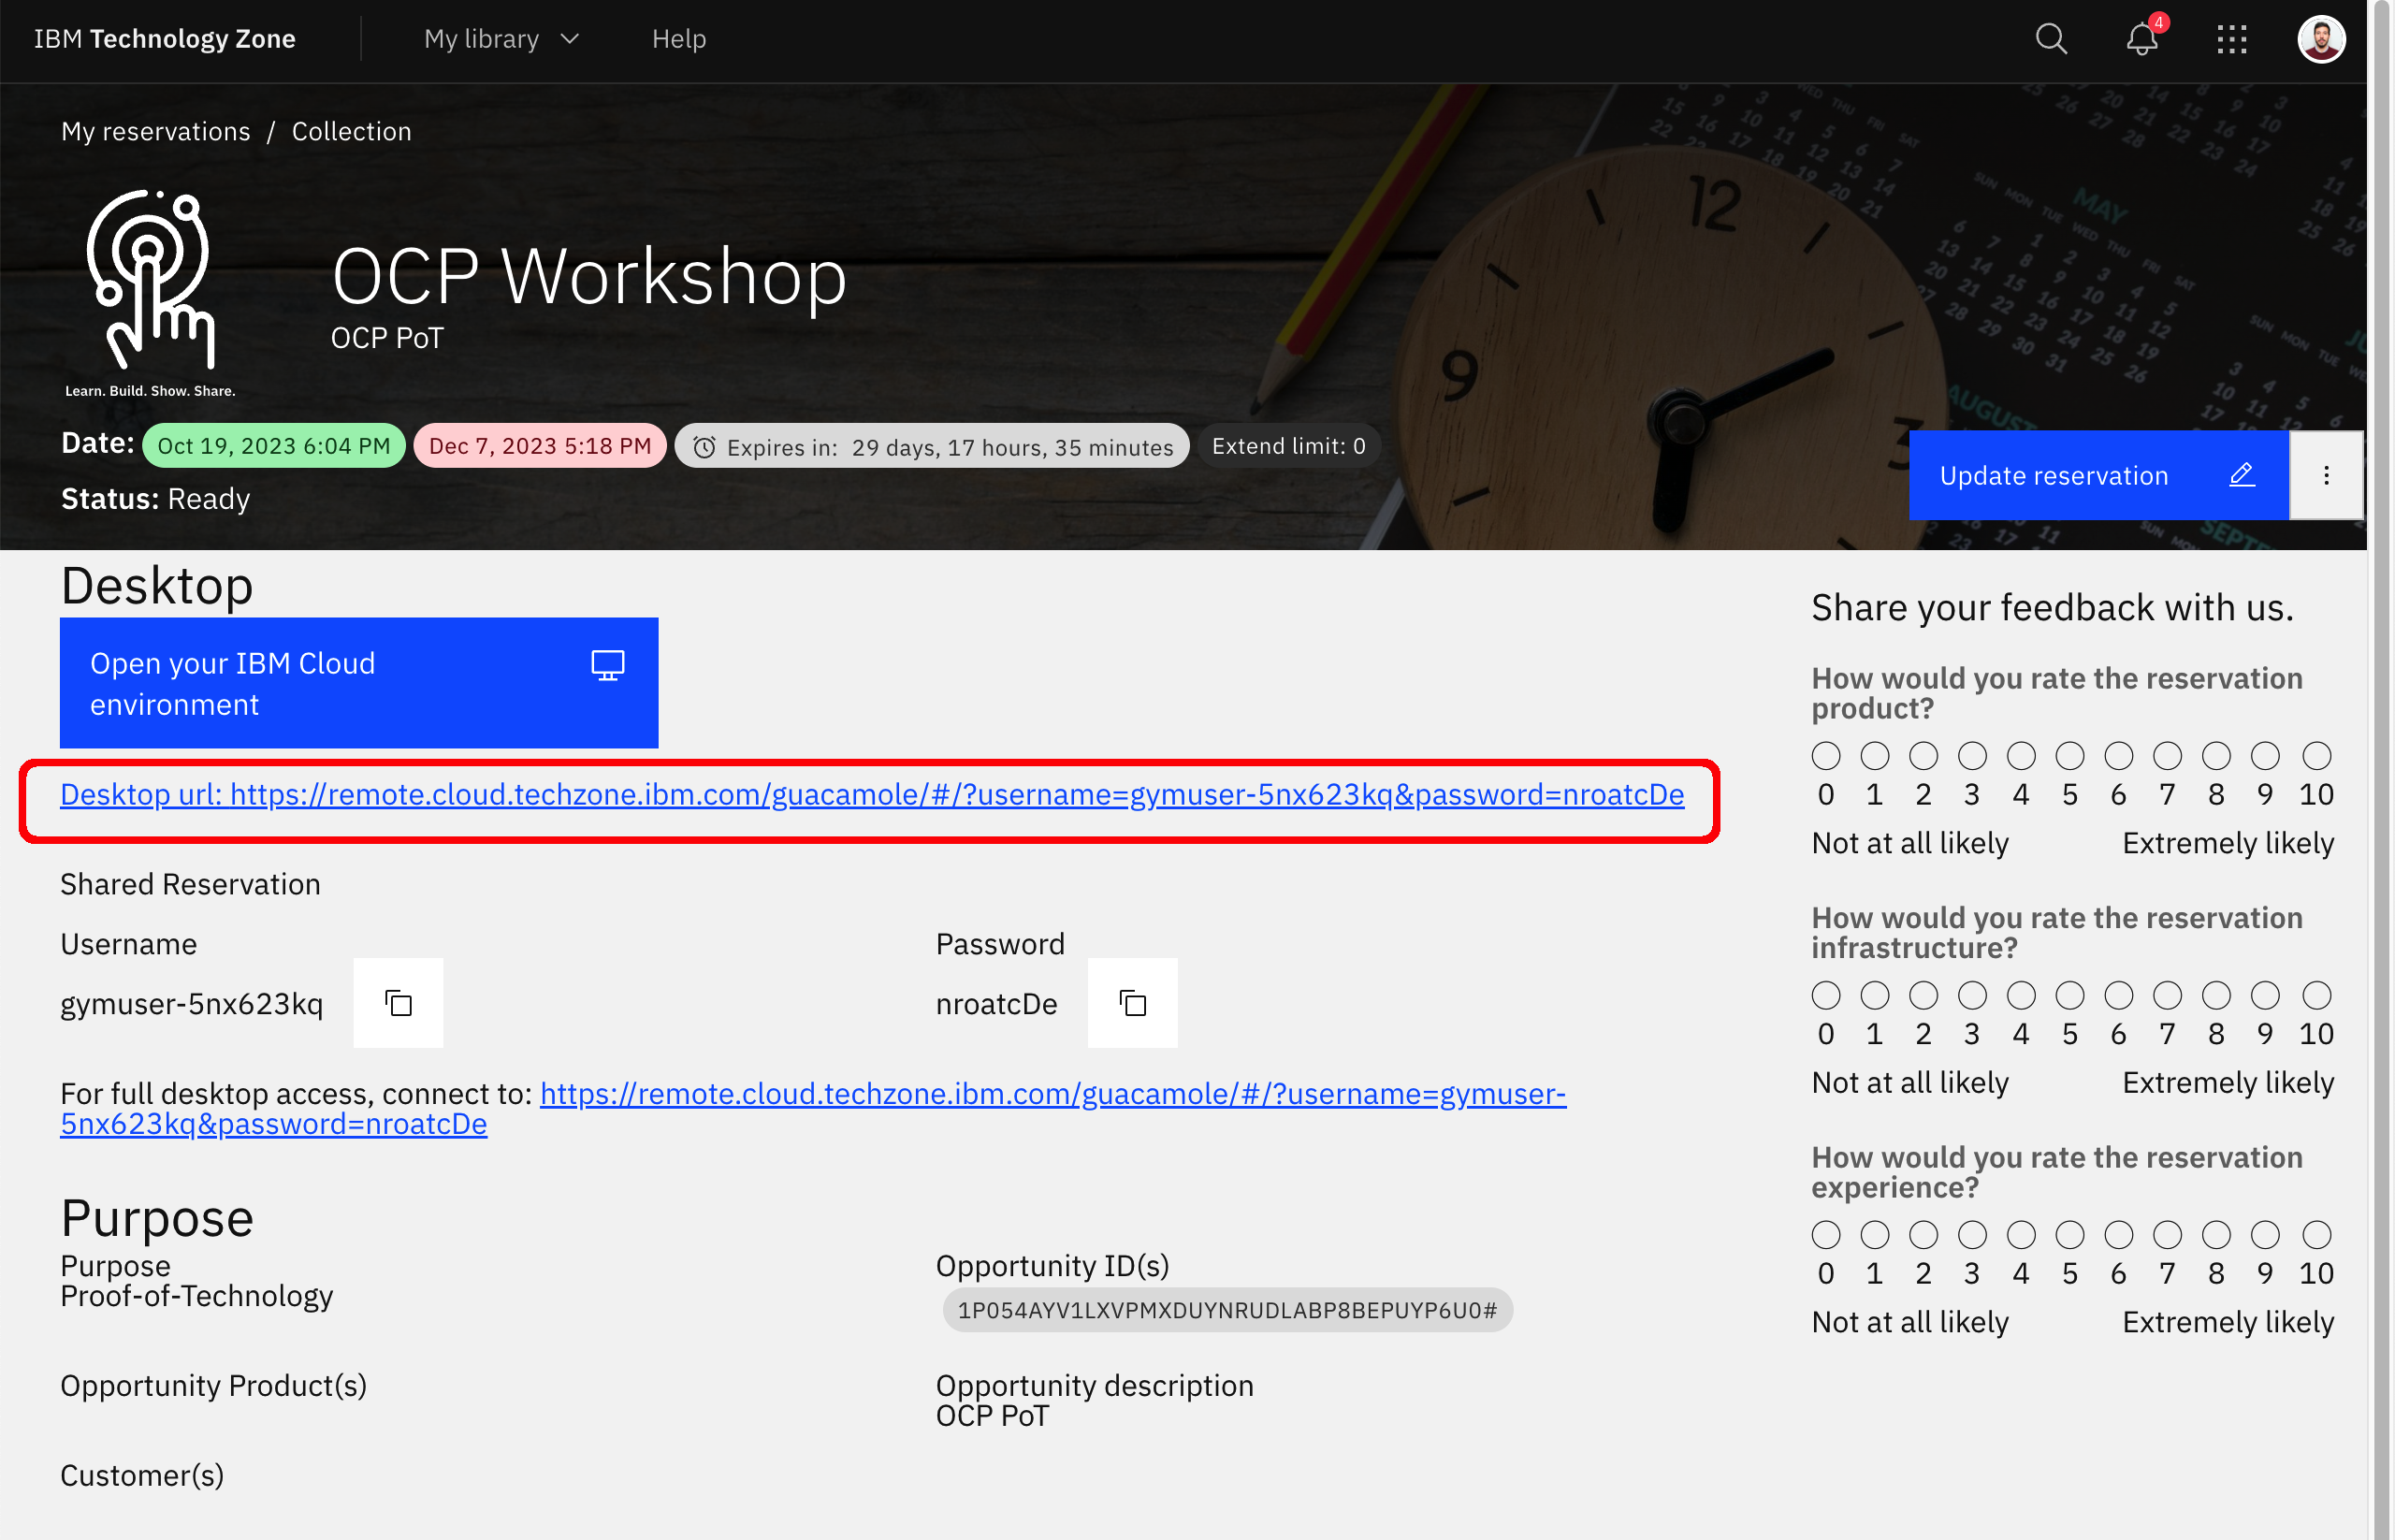 IBM Technology Zone
My library
Help
4
My reservations / Collection
OCP Workshop
OCP PoT
Learn. Build. Show. Share.
Date: Oct 19, 2023 6:04 PM Dec 7, 2023 5:18 PM Expires in: 29 days, 17 hours, 35 minutes Extend limit: 0
Status: Ready
Update reservation
12
9
3
MAY
AUGUST
Desktop
Open your IBM Cloud
environment
Desktop url: https://remote.cloud.techzone.ibm.com/guacamole/#/?username=gymuser-5nx623kq&password=nroatcDe
Shared Reservation
Username
Password
gymuser-5nx623kq
nroatcDe
For full desktop access, connect to: https://remote.cloud.techzone.ibm.com/guacamole/#/?username=gymuser-
5nx623kq&password=nroatcDe
Purpose
Purpose
Proof-of-Technology
Opportunity ID(s)
1P054AYV1LXVPMXDUYNRUDLABP8BEPUYP6U0#
Opportunity Product(s)
Opportunity description
OCP PoT
Customer(s)
Share your feedback with us.
How would you rate the reservation
product?
0 1 2 3 4 5 6 7 8 9 10
Not at all likely Extremely likely
How would you rate the reservation
infrastructure?
0 1 2 3 4 5 6 7 8 9 10
Not at all likely Extremely likely
How would you rate the reservation
experience?
0 1 2 3 4 5 6 7 8 9 10
Not at all likely Extremely likely